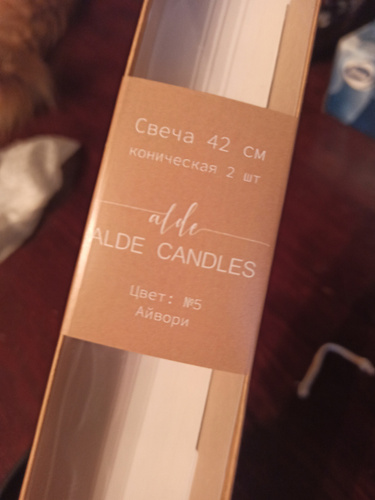 Свеча 42 см
коническая 2 шт
alde
ALDE CANDLES
Цвет: №5
Айвори